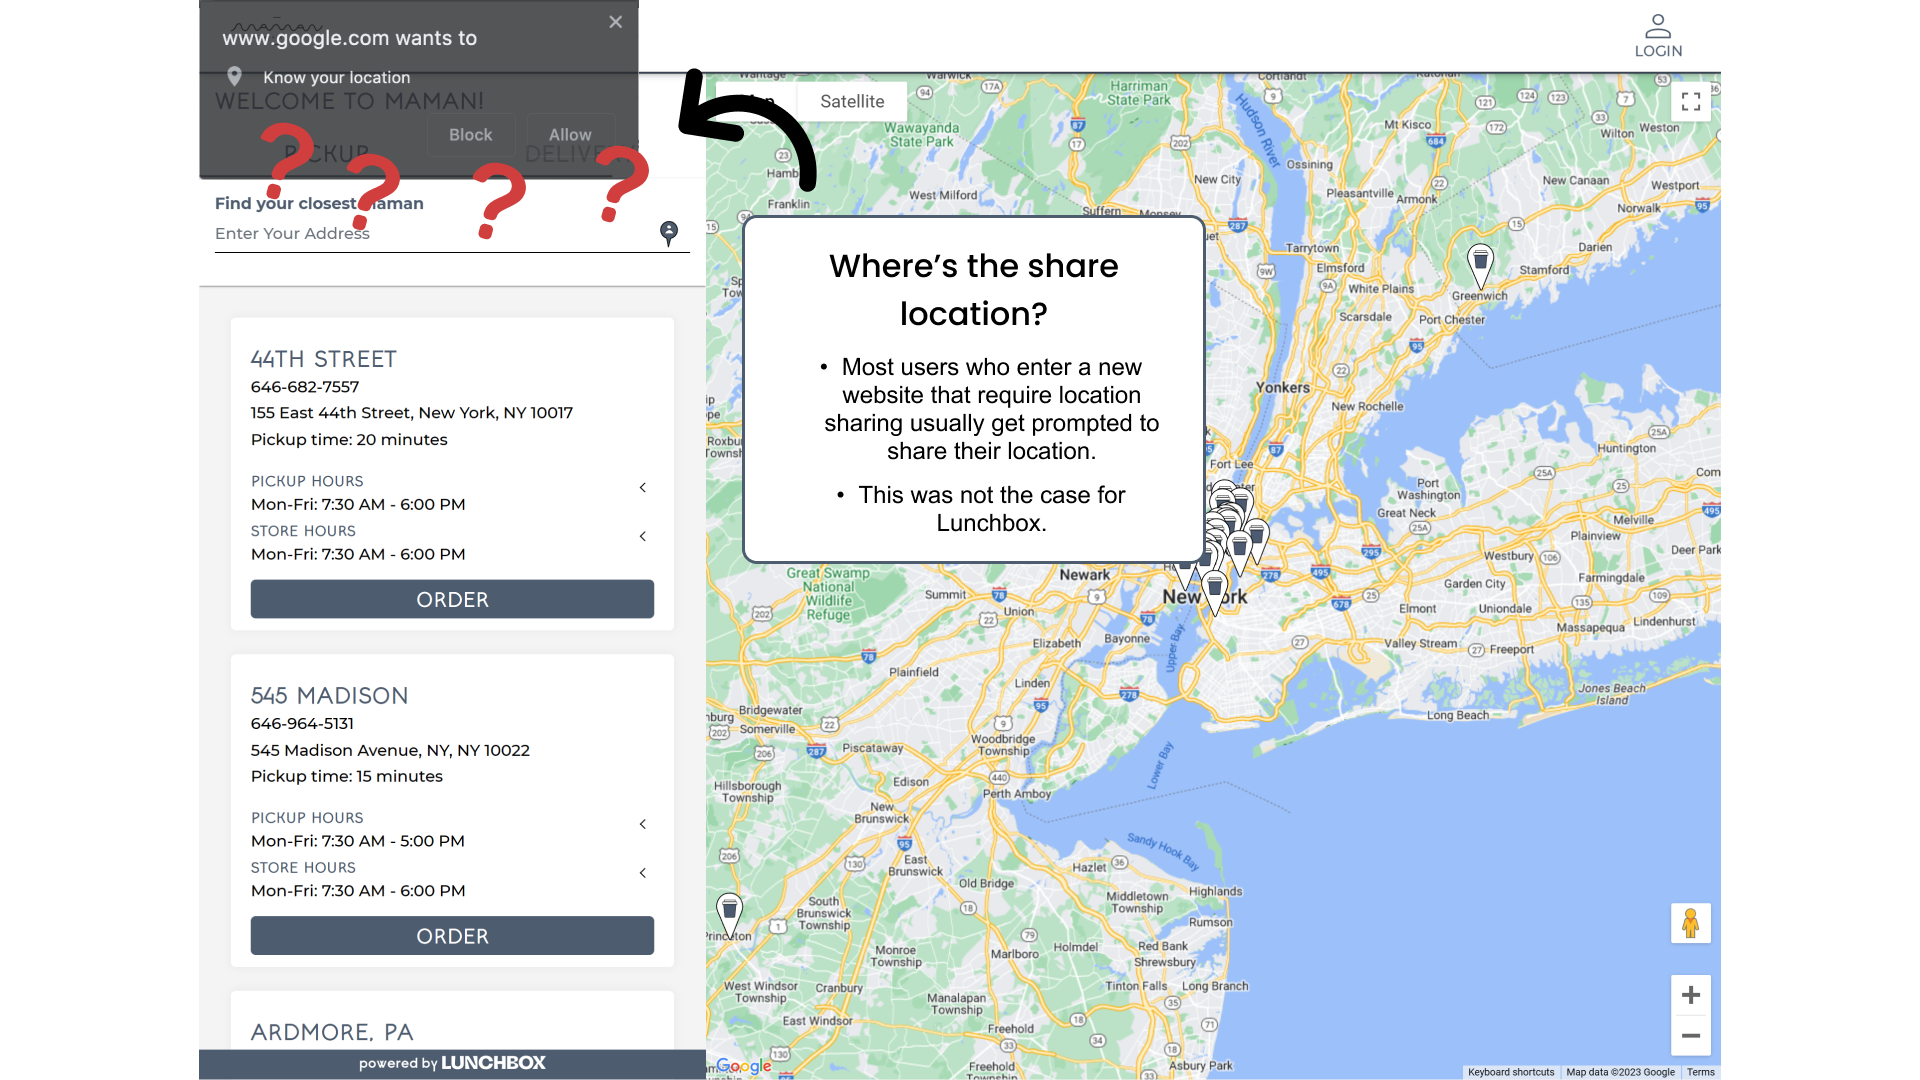 www.google.com wants to
Know your location
WELCOME TO MAMAN!
Block
Allow
PICKUP
? ? ? ?
Find your closest maman
Enter Your Address
44TH STREET
646-682-7557
155 East 44th Street, New York, NY 10017
Pickup time: 20 minutes
PICKUP HOURS
Mon-Fri: 7:30 AM - 6:00 PM
STORE HOURS
Mon-Fri: 7:30 AM - 6:00 PM
ORDER
545 MADISON
646-964-5131
545 Madison Avenue, NY, NY 10022
Pickup time: 15 minutes
PICKUP HOURS
Mon-Fri: 7:30 AM - 5:00 PM
STORE HOURS
Mon-Fri: 7:30 AM - 6:00 PM
ORDER
ARDMORE, PA
powered by LUNCHBOX
LOGIN
Satellite
Where’s the share
location?
• Most users who enter a new
website that require location
sharing usually get prompted to
share their location.
• This was not the case for
Lunchbox.
Warwick
Harriman
State Park
Wawayanda
State Park
Hudson River
Mt Kisco
Wilton
Weston
Ossining
New City
Pleasantville
Armonk
New Canaan
Westport
Norwalk
West Milford
Franklin
Suffern
Monsey
Tarrytown
Darien
Elmsford
Stamford
White Plains
Greenwich
Scarsdale
Port Chester
Yonkers
New Rochelle
Huntington
Fort Lee
Port
Washington
Great Neck
Melville
Plainview
Deer Park
Westbury
Newark
Great Swamp
National
Wildlife
Refuge
Summit
Union
Garden City
Farmingdale
Elmont
Uniondale
Massapequa
Lindenhurst
Elizabeth
Bayonne
Upper Bay
Valley Stream
Freeport
Plainfield
Linden
Jones Beach
Island
Long Beach
Bridgewater
Somerville
Piscataway
Woodbridge
Township
Lower Bay
Edison
Perth Amboy
Hillsborough
Township
New
Brunswick
Sandy Hook Bay
East
Brunswick
Hazlet
Old Bridge
Highlands
Middletown
Township
South
Brunswick
Township
Rumson
Princeton
Monroe
Township
Marlboro
Holmdel
Red Bank
Shrewsbury
West Windsor
Township
Cranbury
Tinton Falls
Long Branch
Manalapan
Township
East Windsor
Freehold
Freehold
Township
Asbury Park
Google
Keyboard shortcuts
Map data ©2023 Google
Terms